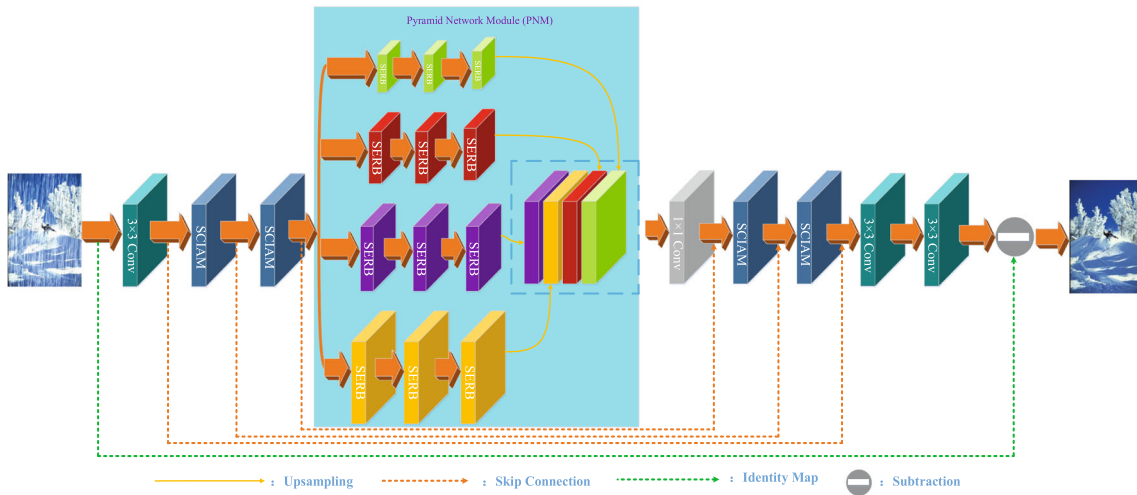 Pyramid Network Module (PNM)
SERB SERB SERB
SERB SERB SERB
SERB SERB SERB
SERB SERB SERB
3×3 Conv
SCIAM
SCIAM
1×1 Conv
SCIAM
SCIAM
3×3 Conv
3×3 Conv
: Upsampling : Skip Connection : Identity Map : Subtraction